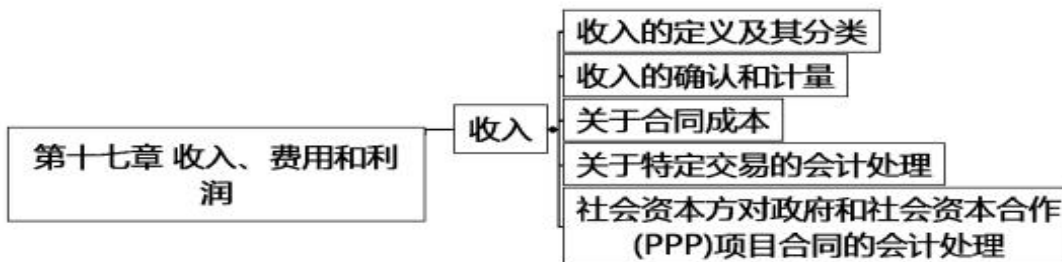 收入的定义及其分类
收入的确认和计量
收入
关于合同成本
第十七章 收入、费用和利
润
关于特定交易的会计处理
社会资本方对政府和社会资本合作
(PPP)项目合同的会计处理